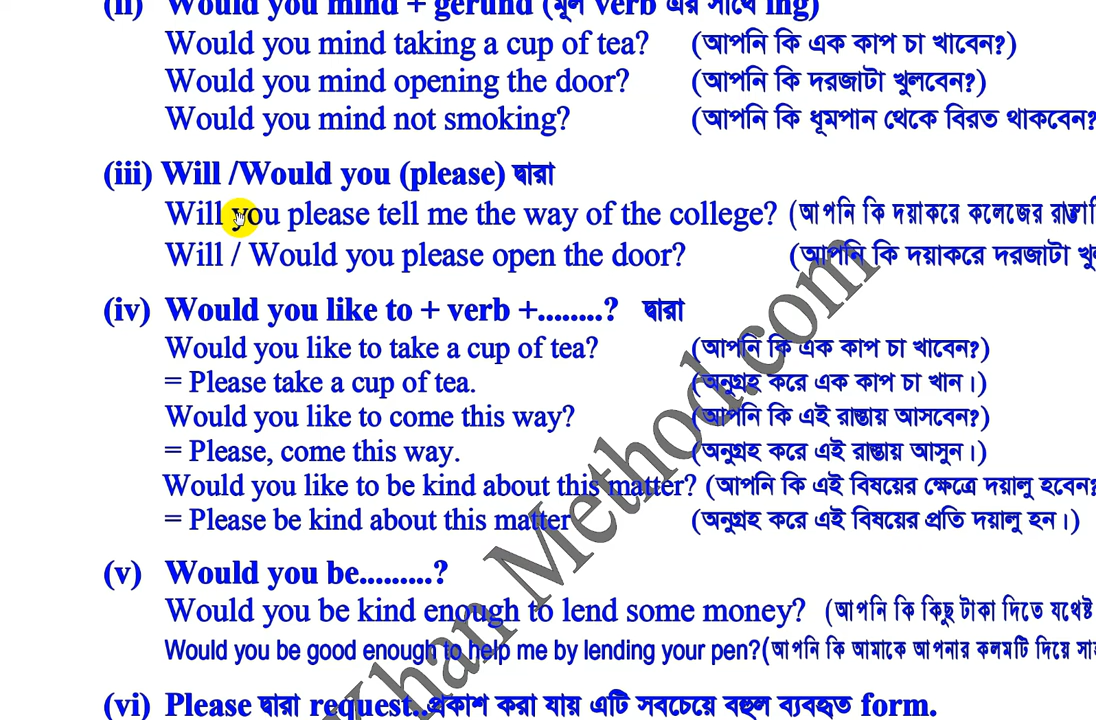 (ii) Would you mind + gerund (মূল verb এর সাথে ing)
Would you mind taking a cup of tea? (আপনি কি এক কাপ চা খাবেন?)
Would you mind opening the door? (আপনি কি দরজাটা খুলবেন?)
Would you mind not smoking? (আপনি কি ধূমপান থেকে বিরত থাকবেন?
(iii) Will /Would you (please) দ্বারা
Will you please tell me the way of the college? (আপনি কি দয়াকরে কলেজের
Will / Would you please open the door? (আপনি কি দয়াকরে দরজাটা
(iv) Would you like to + verb +........? দ্বারা
Would you like to take a cup of tea? (আপনি কি এক কাপ চা খাবেন?)
= Please take a cup of tea. (অনুগ্রহ করে এক কাপ চা খান।)
Would you like to come this way? (আপনি কি এই রাস্তায় আসবেন?)
= Please, come this way. (অনুগ্রহ করে এই রাস্তায় আসুন।)
Would you like to be kind about this matter? (আপনি কি এই বিষয়ের ক্ষেত্রে দয়ালু হবেন?
= Please be kind about this matter (অনুগ্রহ করে এই বিষয়ের প্রতি দয়ালু হন।)
(v) Would you be.........?
Would you be kind enough to lend some money? (আপনি কি কিছু টাকা দিতে যথেষ্ট
Would you be good enough to help me by lending your pen?(আপনি কি আমাকে আপনার কলমটি দিয়ে
(vi) Please দ্বারা request..প্রকাশ করা যায় এটি সবচেয়ে বহুল ব্যবহৃত form.
Khan Method.com